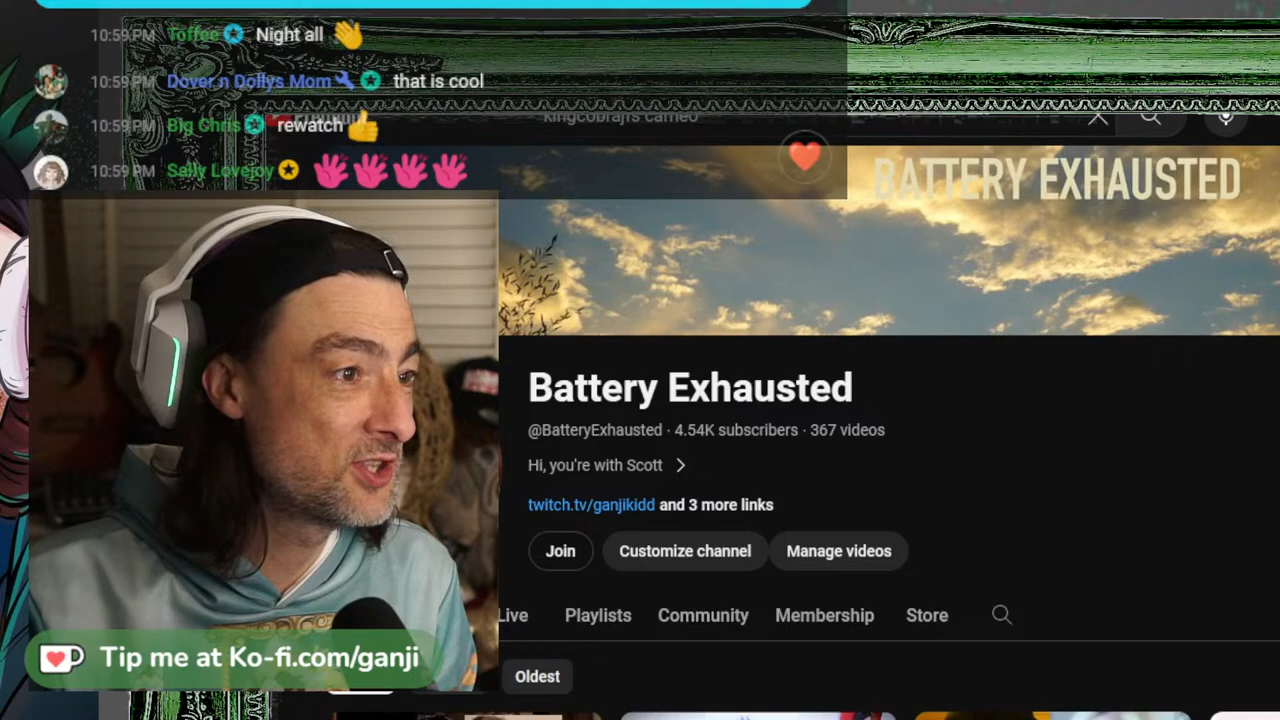 10:59 PM Toffee Night all 👋
10:59 PM Dover n Dollys Mom that is cool
10:59 PM Big Chris rewatch 👍
kingcobrajfs cameo
10:59 PM Sally Lovejoy
BATTERY EXHAUSTED
Battery Exhausted
@BatteryExhausted · 4.54K subscribers · 367 videos
Hi, you're with Scott >
twitch.tv/ganjikidd and 3 more links
Join Customize channel Manage videos
Live Playlists Community Membership Store
Tip me at Ko-fi.com/ganji
Oldest